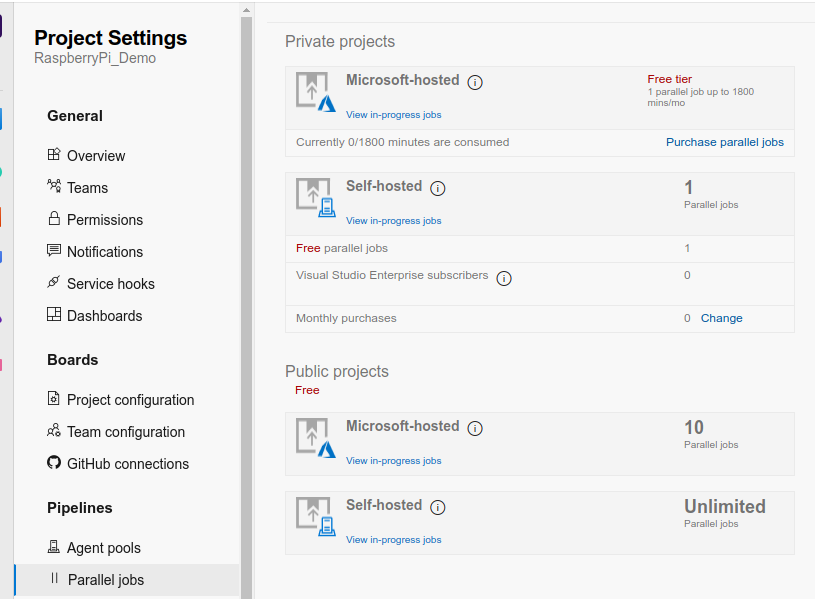 Project Settings
RaspberryPi_Demo
General
Overview
Teams
Permissions
Notifications
Service hooks
Dashboards
Boards
Project configuration
Team configuration
GitHub connections
Pipelines
Agent pools
Parallel jobs
Private projects
Microsoft-hosted
View in-progress jobs
Free tier
1 parallel job up to 1800
mins/mo
Currently 0/1800 minutes are consumed
Purchase parallel jobs
Self-hosted
View in-progress jobs
1
Parallel jobs
Free parallel jobs 1
Visual Studio Enterprise subscribers 0
Monthly purchases 0 Change
Public projects
Free
Microsoft-hosted
View in-progress jobs
10
Parallel jobs
Self-hosted
View in-progress jobs
Unlimited
Parallel jobs